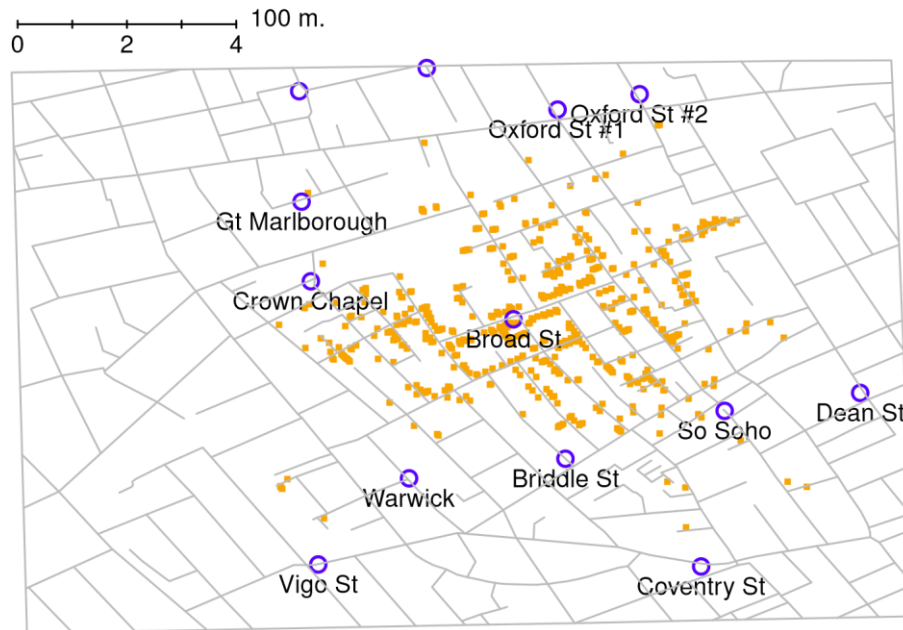 100 m.
0 2 4
Oxford St #2
Oxford St #1
Gt Marlborough
Crown Chapel
Broad St
Dean St
So Soho
Briddle St
Warwick
Vigo St
Coventry St